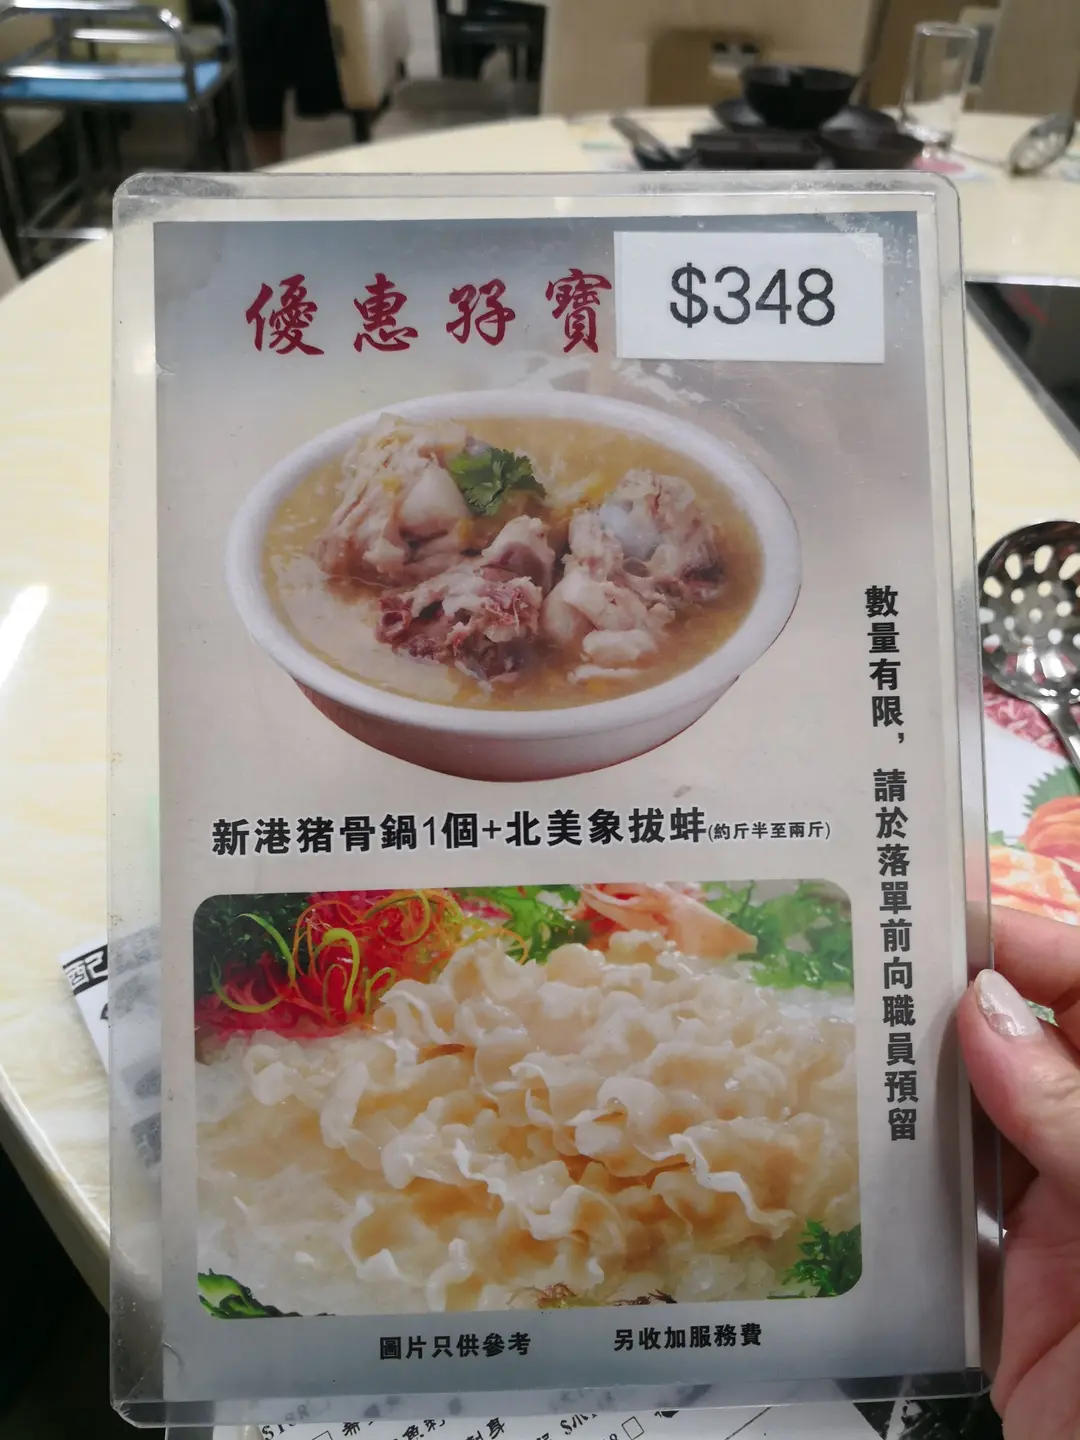 優惠孖寶
$348
新港猪骨鍋1個+北美象拔蚌(約斤半至兩斤)
數量有限，請於落單前向職員預留
圖片只供參考
另收加服務費
配